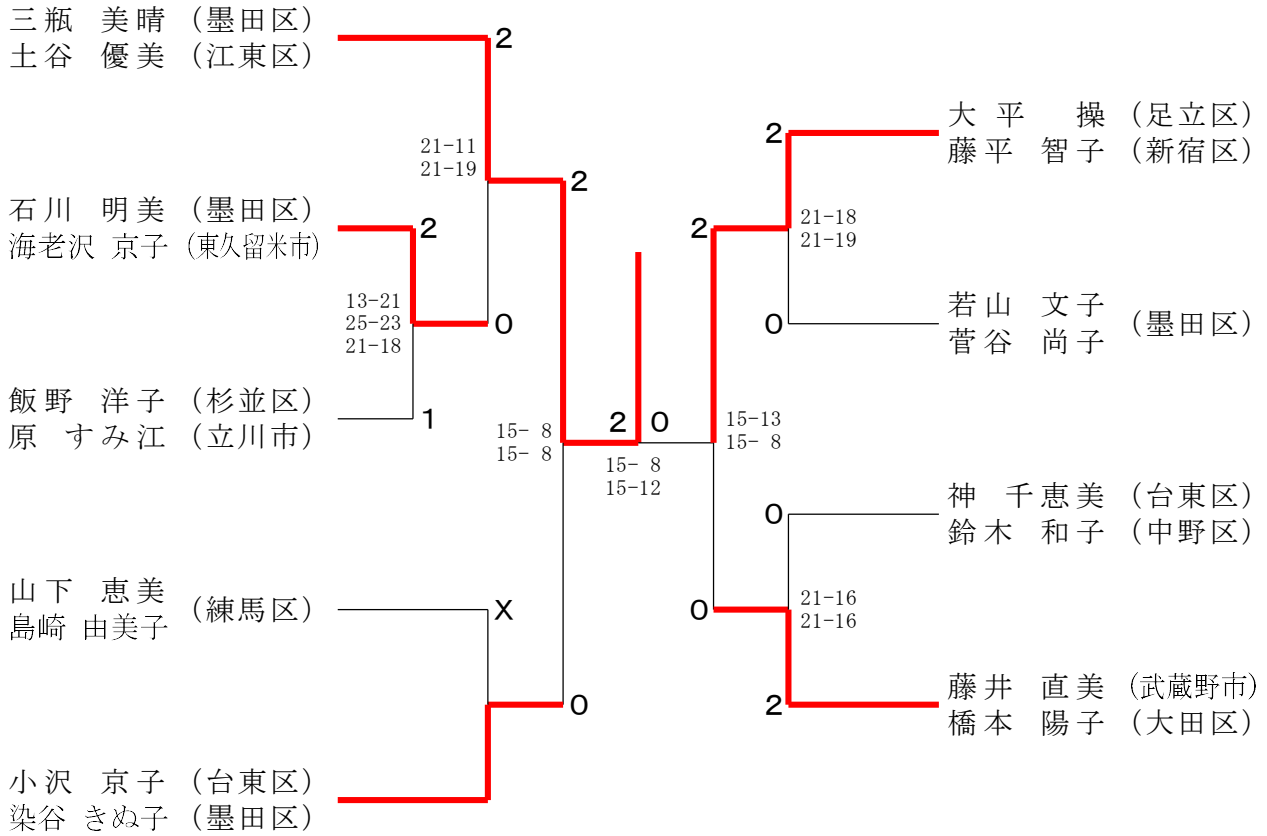 三瓶 美晴 (墨田区)
土谷 優美 (江東区)
2
21-11
21-19
2
石川 明美 (墨田区)
海老沢 京子 (東久留米市)
2
13-21
25-23
21-18
0
飯野 洋子 (杉並区)
原 すみ江 (立川市)
1
15- 8
15- 8
2 0
15- 8
15-12
山下 恵美
島崎 由美子
(練馬区)
X
0
小沢 京子 (台東区)
染谷 きぬ子 (墨田区)
大平 操 (足立区)
藤平 智子 (新宿区)
2
2
21-18
21-19
若山 文子
菅谷 尚子
(墨田区)
0
15-13
15- 8
神 千恵美 (台東区)
鈴木 和子 (中野区)
0
0
21-16
21-16
藤井 直美 (武蔵野市)
橋本 陽子 (大田区)
2